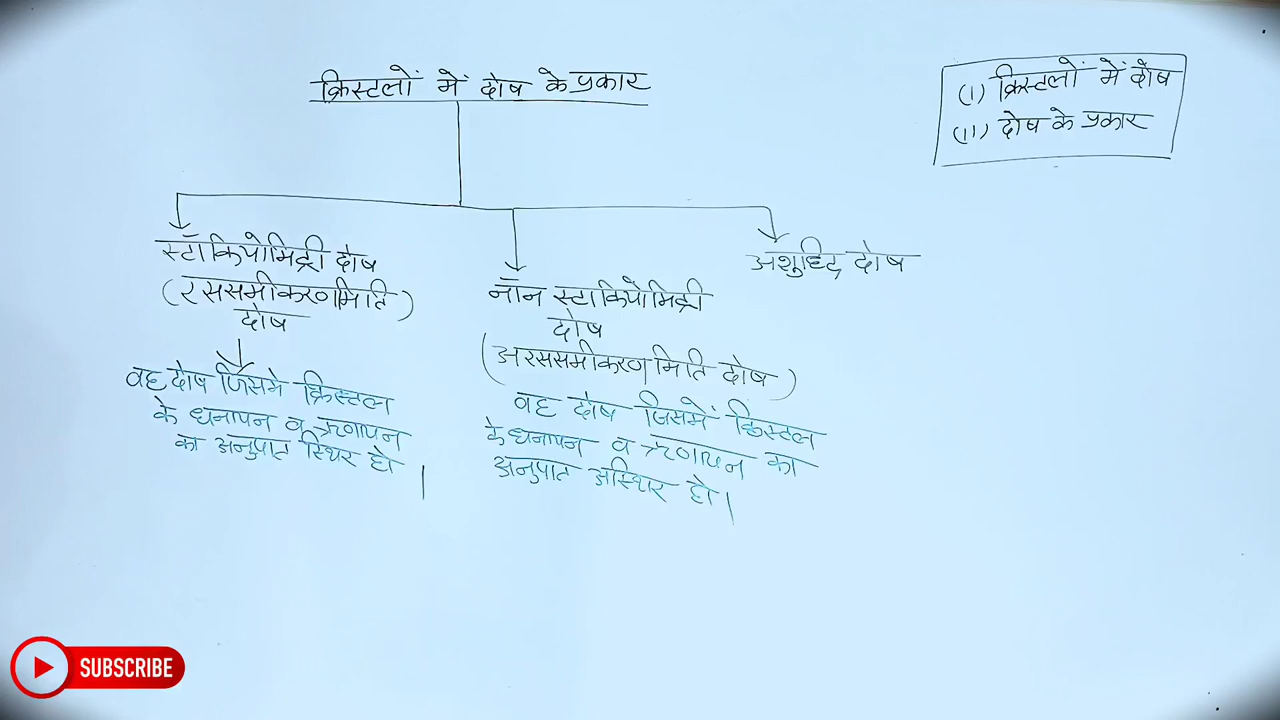 क्रिस्टलों में दोष के प्रकार
(I) क्रिस्टलों में दोष
(II) दोष के प्रकार
स्टॉकियोमिट्री दोष
(रससमीकरणमिति)
दोष
वह दोष जिसमे क्रिस्टल
के धनायन व ऋणायन
का अनुपात स्थिर हो ।
नॉन स्टाकियोमिट्री
दोष
(अरससमीकरणमिति दोष)
वह दोष जिसमें क्रिस्टल
के धनायन व ऋणायन का
अनुपात अस्थिर हो।
अशुद्धि दोष
SUBSCRIBE